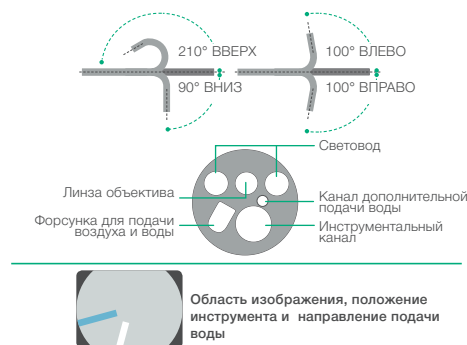 210° ВВЕРХ
90° ВНИЗ
100° ВЛЕВО
100° ВПРАВО
Световод
Линза объектива
Канал дополнительной
подачи воды
Форсунка для подачи
воздуха и воды
Инструментальный
канал
Область изображения, положение
инструмента и направление подачи
воды